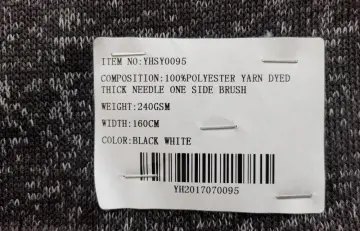 ITEM NO:YHSY0095
COMPOSITION:100%POLYESTER YARN DYED
THICK NEEDLE ONE SIDE BRUSH
WEIGHT:240GSM
WIDTH:160CM
COLOR:BLACK WHITE
YH2017070095